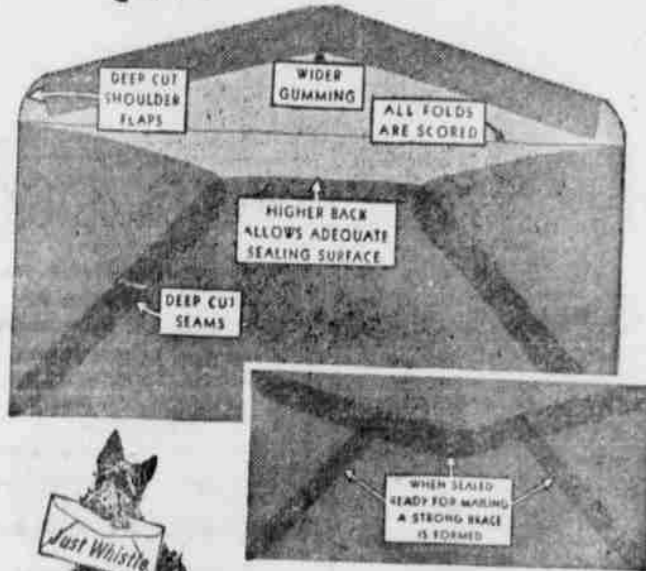 DEEP CUT
SHOULDER
FLAPS
WIDER
GUMMING
ALL FOLDS
ARE SCORED
HIGHER BACK
ALLOWS ADEQUATE
SEALING SURFACE
DEEP CUT
SEAMS
WHEN SEALED
READY FOR MAILING
A STRONG BRACE
IS FORMED
Just Whistle